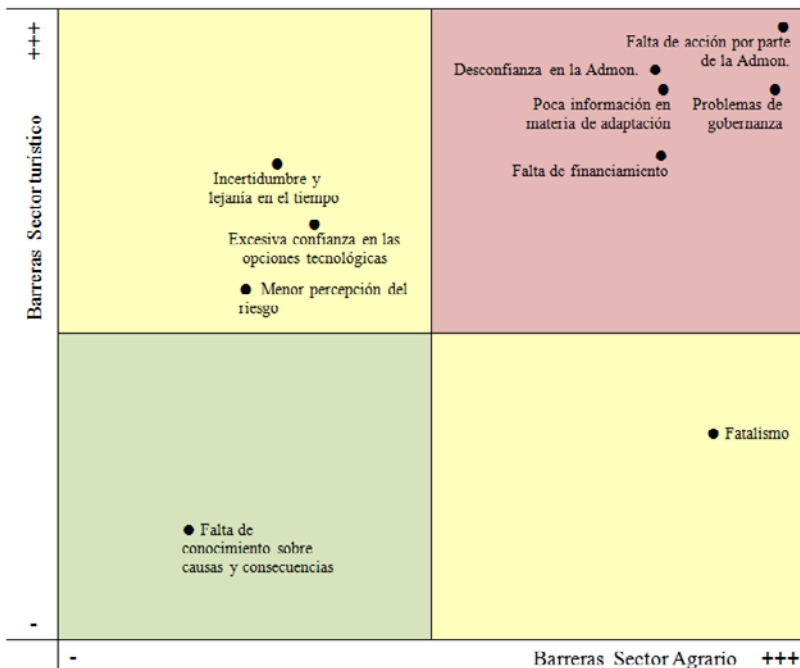 +++
Barreras Sector turístico
-
Falta de acción por parte
de la Admon.
Desconfianza en la Admon.
Poca información en
materia de adaptación
Problemas de
gobernanza
Falta de financiamiento
Incertidumbre y
lejanía en el tiempo
Excesiva confianza en las
opciones tecnológicas
Menor percepción del
riesgo
Fatalismo
Falta de
conocimiento sobre
causas y consecuencias
-
Barreras Sector Agrario +++